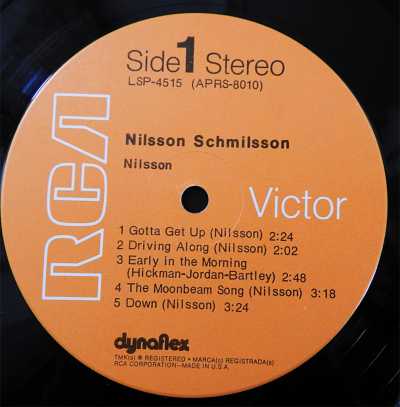 Side 1 Stereo
LSP-4515 (APRS-8010)
Nilsson Schmilsson
Nilsson
RCA
Victor
1 Gotta Get Up (Nilsson) 2:24
2 Driving Along (Nilsson) 2:02
3 Early in the Morning
(Hickman-Jordan-Bartley) 2:48
4 The Moonbeam Song (Nilsson) 3:18
5 Down (Nilsson) 3:24
dynaflex
TMK(s) ® REGISTERED • MARCA(s) REGISTRADA(s)
RCA CORPORATION—MADE IN U.S.A.